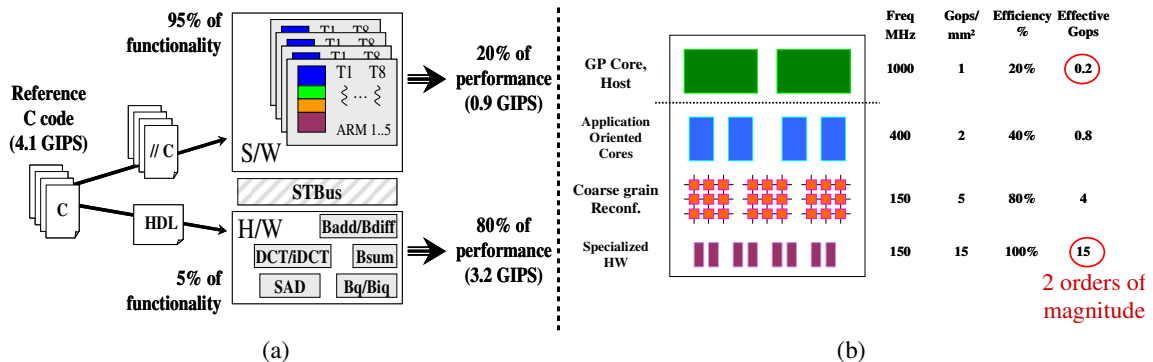 95% of
functionality
Reference
C code
(4.1 GIPS)
C
// C
HDL
T1 T8
T1 T8
T1 T8
T1 T8
...
ARM 1..5
S/W
STBus
H/W
Badd/Bdiff
DCT/iDCT
Bsum
SAD
Bq/Biq
5% of
functionality
20% of
performance
(0.9 GIPS)
80% of
performance
(3.2 GIPS)
(a)
Freq
MHz
Gops/
mm²
Efficiency
%
Effective
Gops
GP Core,
Host
1000 1 20% 0.2
Application
Oriented
Cores
400 2 40% 0.8
Coarse grain
Reconf.
150 5 80% 4
Specialized
HW
150 15 100% 15
2 orders of
magnitude
(b)